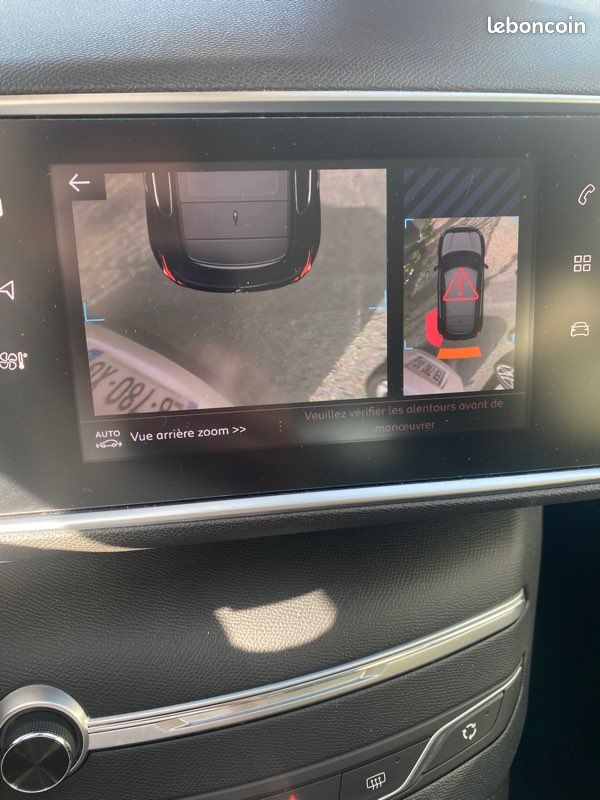 leboncoin
AUTO
Vue arrière zoom >>
Veuillez vérifier les alentours avant de
manœuvrer